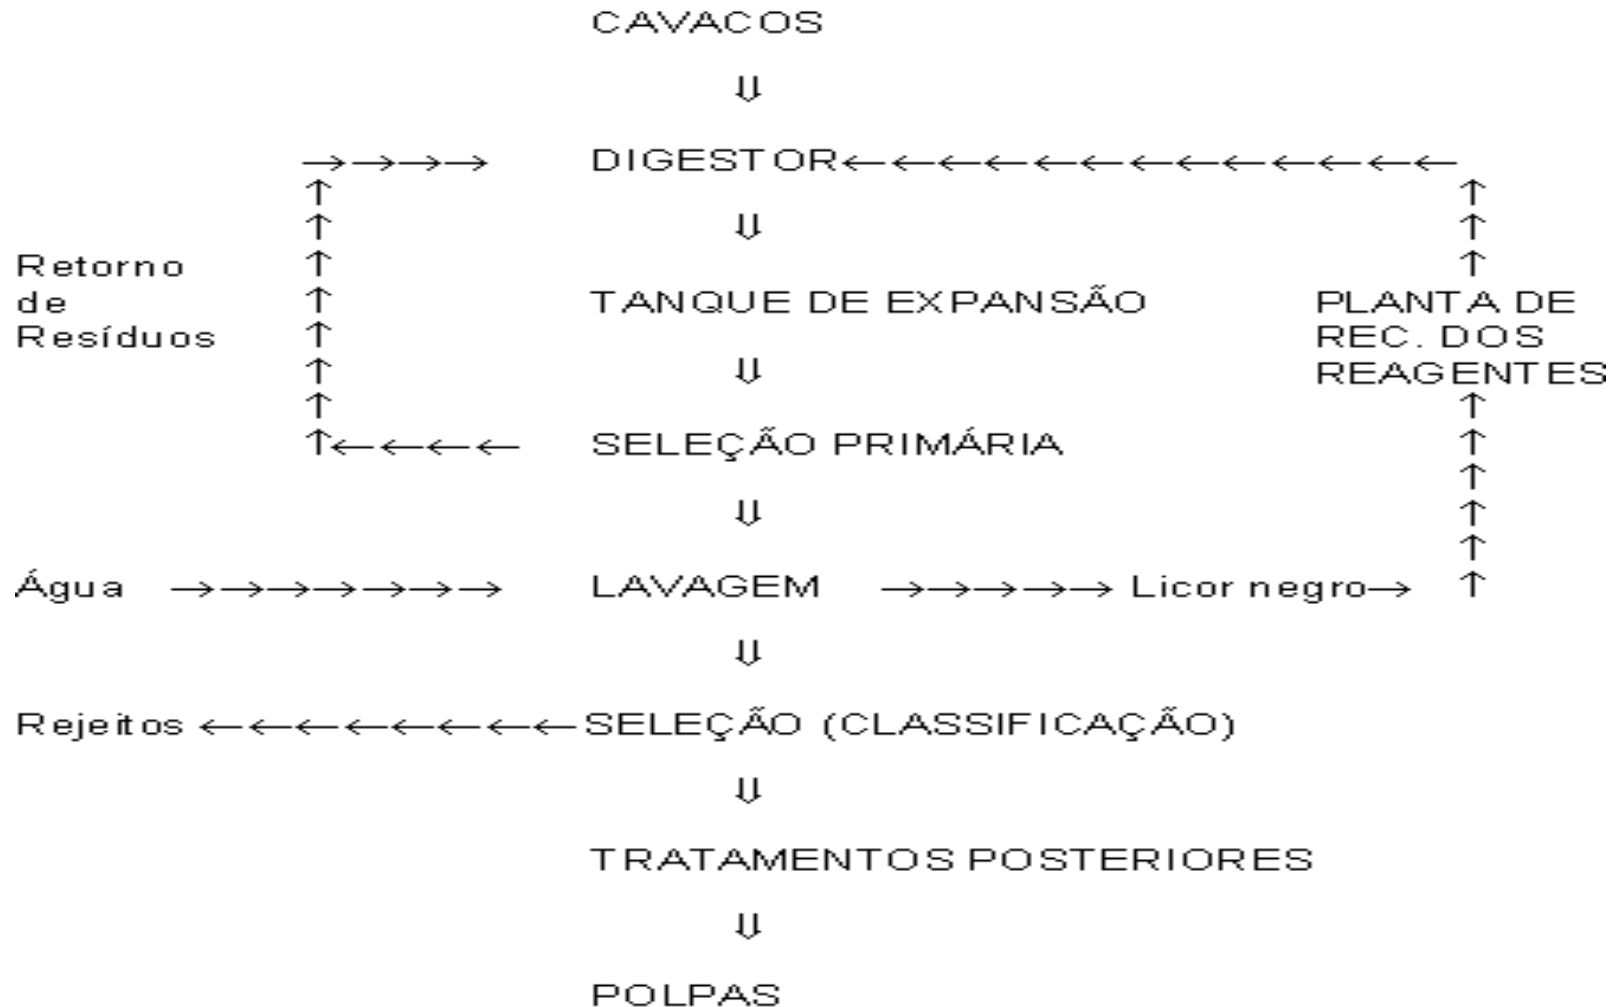 CAVACOS
⇓
→→→→ DIGESTOR←←←←←←←←←←←←←
↑ ↑
↑ ⇓ ↑
Retorno ↑ ↑
de ↑ TANQUE DE EXPANSÃO PLANTA DE
Resíduos ↑ REC. DOS
↑ ⇓ REAGENTES
↑ ↑
↑←←←← SELEÇÃO PRIMÁRIA ↑
↑
⇓ ↑
↑
Água →→→→→→→ LAVAGEM →→→→→ Licor negro→ ↑
⇓
Rejeitos ←←←←←←←←SELEÇÃO (CLASSIFICAÇÃO)
⇓
TRATAMENTOS POSTERIORES
⇓
POLPAS